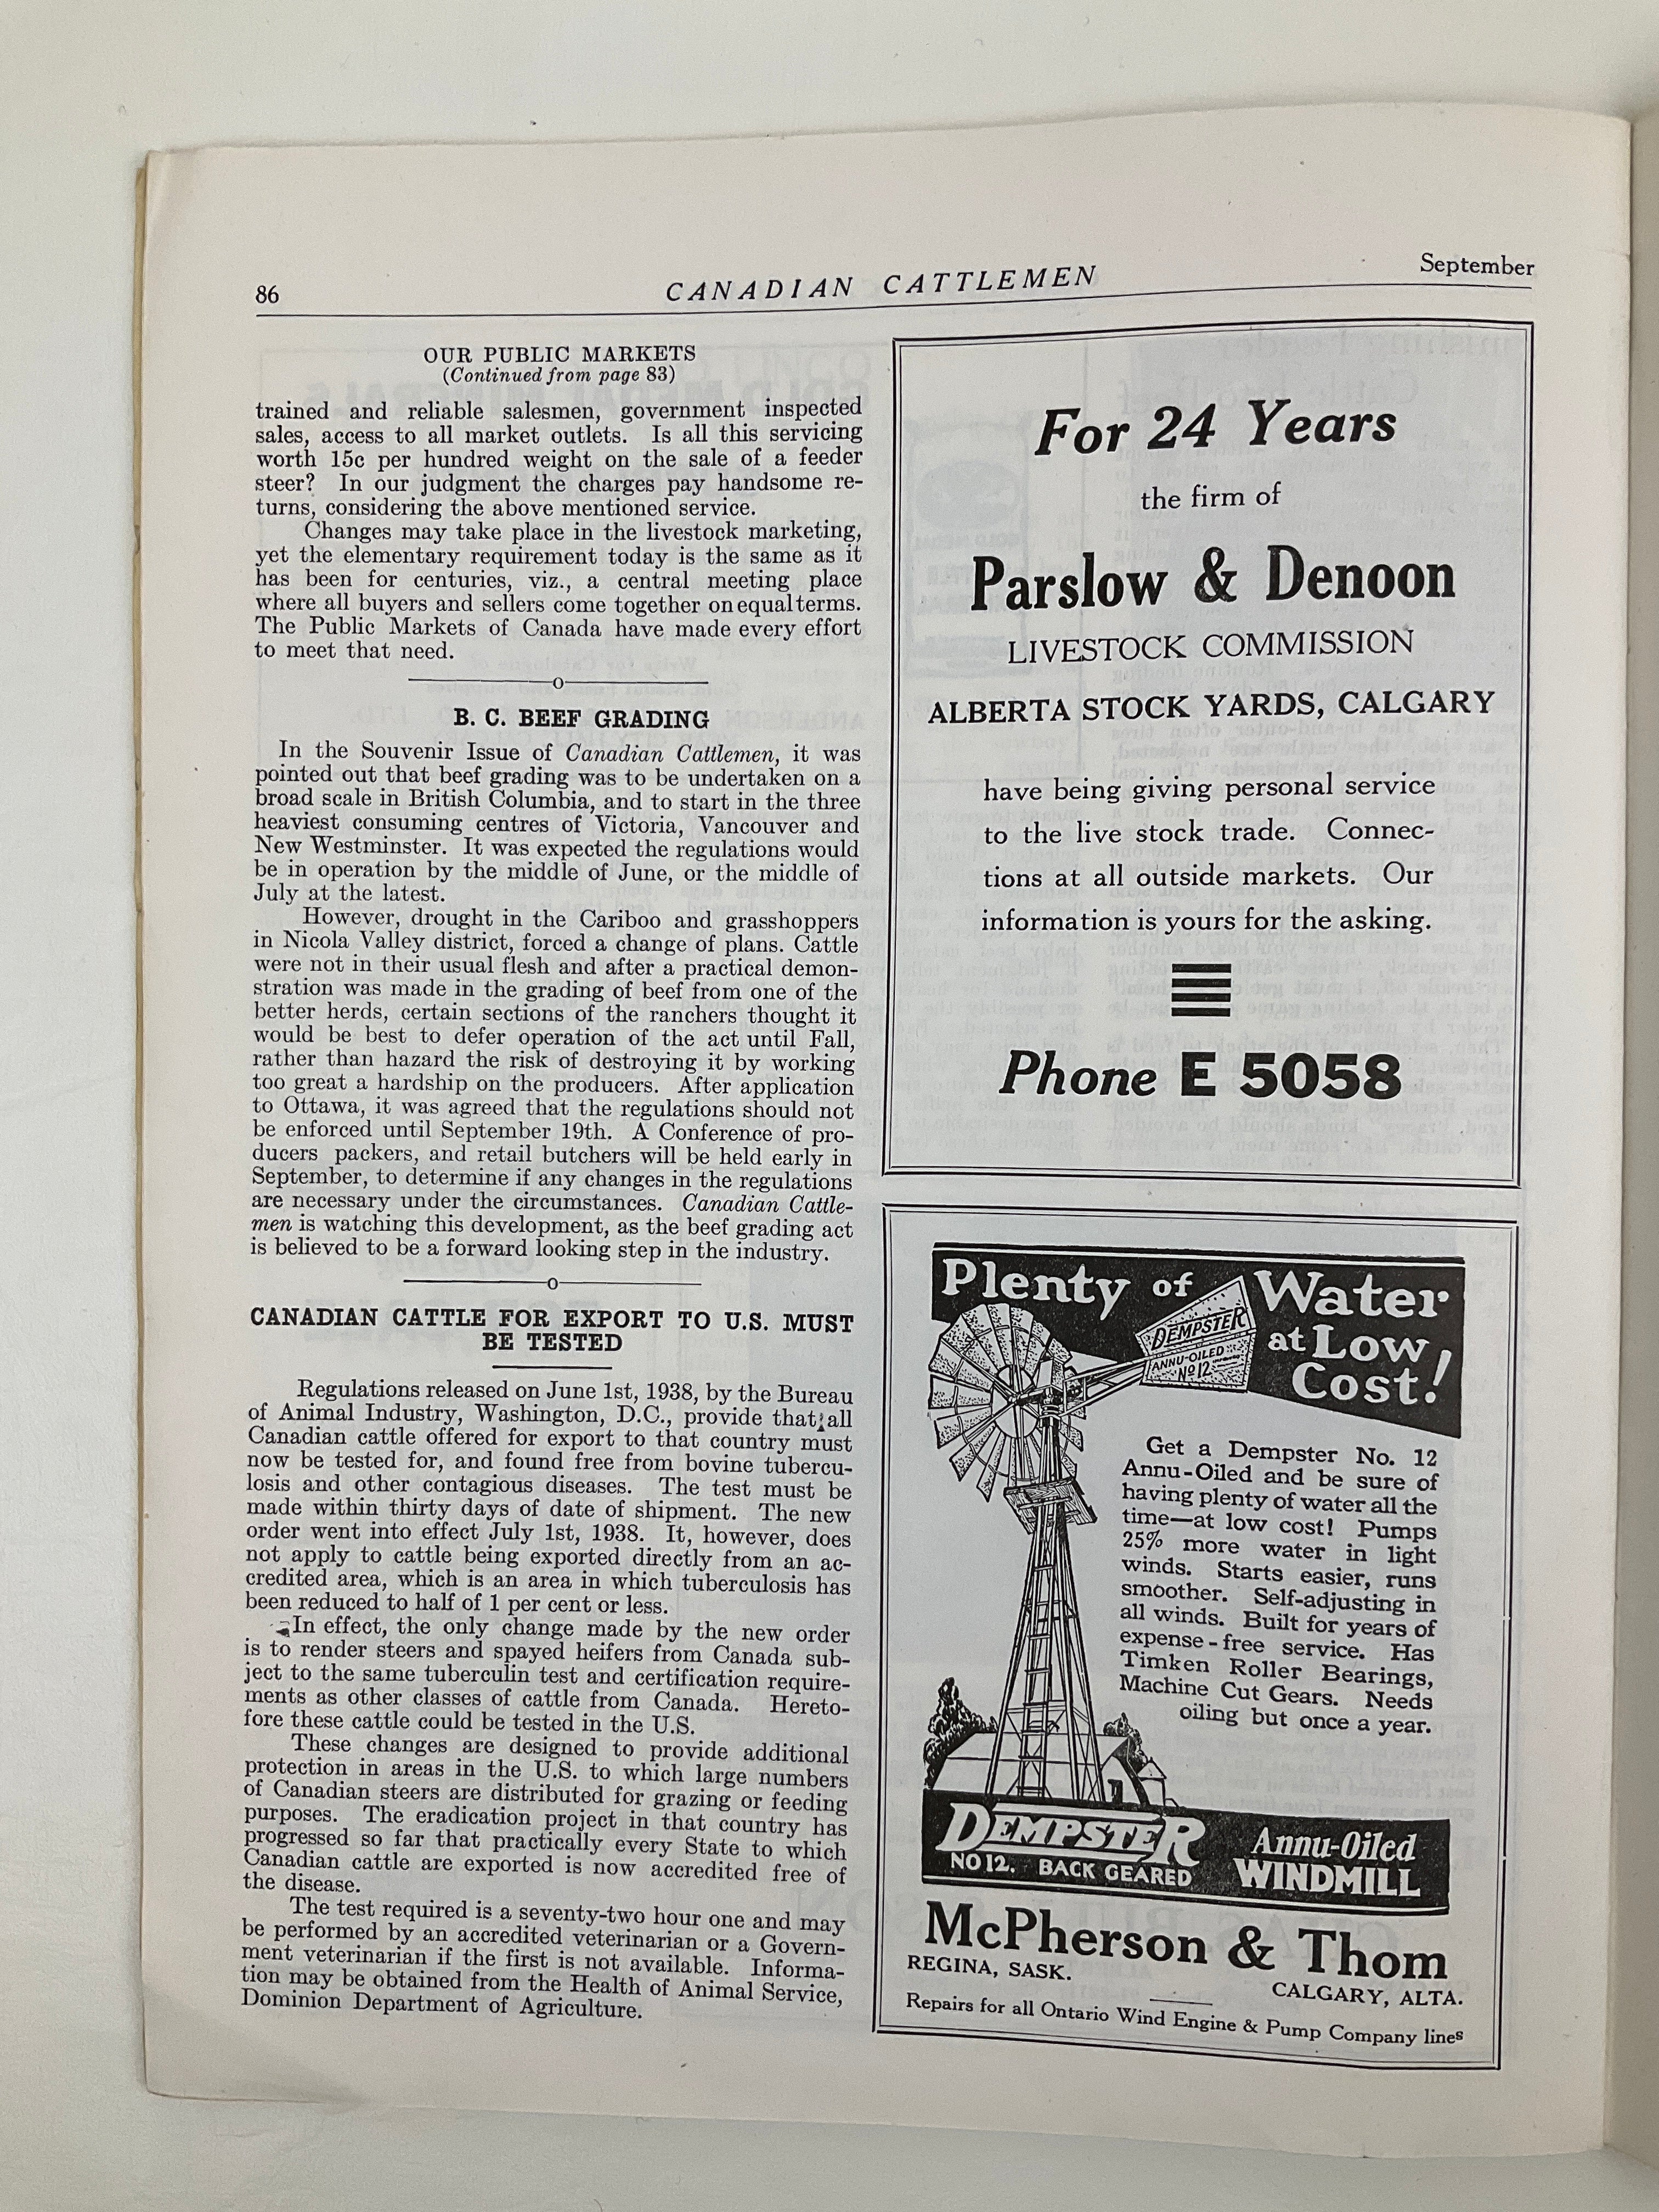 86
CANADIAN CATTLEMEN
September
OUR PUBLIC MARKETS
(Continued from page 83)
trained and reliable salesmen, government inspected
sales, access to all market outlets. Is all this servicing
worth 15c per hundred weight on the sale of a feeder
steer? In our judgment the charges pay handsome re-
turns, considering the above mentioned service.
Changes may take place in the livestock marketing,
yet the elementary requirement today is the same as it
has been for centuries, viz., a central meeting place
where all buyers and sellers come together on equal terms.
The Public Markets of Canada have made every effort
to meet that need.
B. C. BEEF GRADING
In the Souvenir Issue of Canadian Cattlemen, it was
pointed out that beef grading was to be undertaken on a
broad scale in British Columbia, and to start in the three
heaviest consuming centres of Victoria, Vancouver and
New Westminster. It was expected the regulations would
be in operation by the middle of June, or the middle of
July at the latest.
However, drought in the Cariboo and grasshoppers
in Nicola Valley district, forced a change of plans. Cattle
were not in their usual flesh and after a practical demon-
stration was made in the grading of beef from one of the
better herds, certain sections of the ranchers thought it
would be best to defer operation of the act until Fall,
rather than hazard the risk of destroying it by working
too great a hardship on the producers. After application
to Ottawa, it was agreed that the regulations should not
be enforced until September 19th. A Conference of pro-
ducers packers, and retail butchers will be held early in
September, to determine if any changes in the regulations
are necessary under the circumstances. Canadian Cattle-
men is watching this development, as the beef grading act
is believed to be a forward looking step in the industry.
CANADIAN CATTLE FOR EXPORT TO U.S. MUST
BE TESTED
Regulations released on June 1st, 1938, by the Bureau
of Animal Industry, Washington, D.C., provide that all
Canadian cattle offered for export to that country must
now be tested for, and found free from bovine tubercu-
losis and other contagious diseases. The test must be
made within thirty days of date of shipment. The new
order went into effect July 1st, 1938. It, however, does
not apply to cattle being exported directly from an ac-
credited area, which is an area in which tuberculosis has
been reduced to half of 1 per cent or less.
In effect, the only change made by the new order
is to render steers and spayed heifers from Canada sub-
ject to the same tuberculin test and certification require-
ments as other classes of cattle from Canada. Hereto-
fore these cattle could be tested in the U.S.
These changes are designed to provide additional
protection in areas in the U.S. to which large numbers
of Canadian steers are distributed for grazing or feeding
purposes. The eradication project in that country has
progressed so far that practically every State to which
Canadian cattle are exported is now accredited free of
the disease.
The test required is a seventy-two hour one and may
be performed by an accredited veterinarian or a Govern-
ment veterinarian if the first is not available. Informa-
tion may be obtained from the Health of Animal Service,
Dominion Department of Agriculture.
For 24 Years
the firm of
Parslow & Denoon
LIVESTOCK COMMISSION
ALBERTA STOCK YARDS, CALGARY
have being giving personal service
to the live stock trade. Connec-
tions at all outside markets. Our
information is yours for the asking.
Phone E 5058
Plenty of Water
at Low
Cost!
DEMPSTER
ANNU-OILED
No 12
Get a Dempster No. 12
Annu-Oiled and be sure of
having plenty of water all the
time—at low cost! Pumps
25% more water in light
winds. Starts easier, runs
smoother. Self-adjusting in
all winds. Built for years of
expense-free service. Has
Timken Roller Bearings,
Machine Cut Gears. Needs
oiling but once a year.
DEMPSTER
NO 12. BACK GEARED
Annu-Oiled
WINDMILL
McPherson & Thom
REGINA, SASK.
CALGARY, ALTA.
Repairs for all Ontario Wind Engine & Pump Company lines